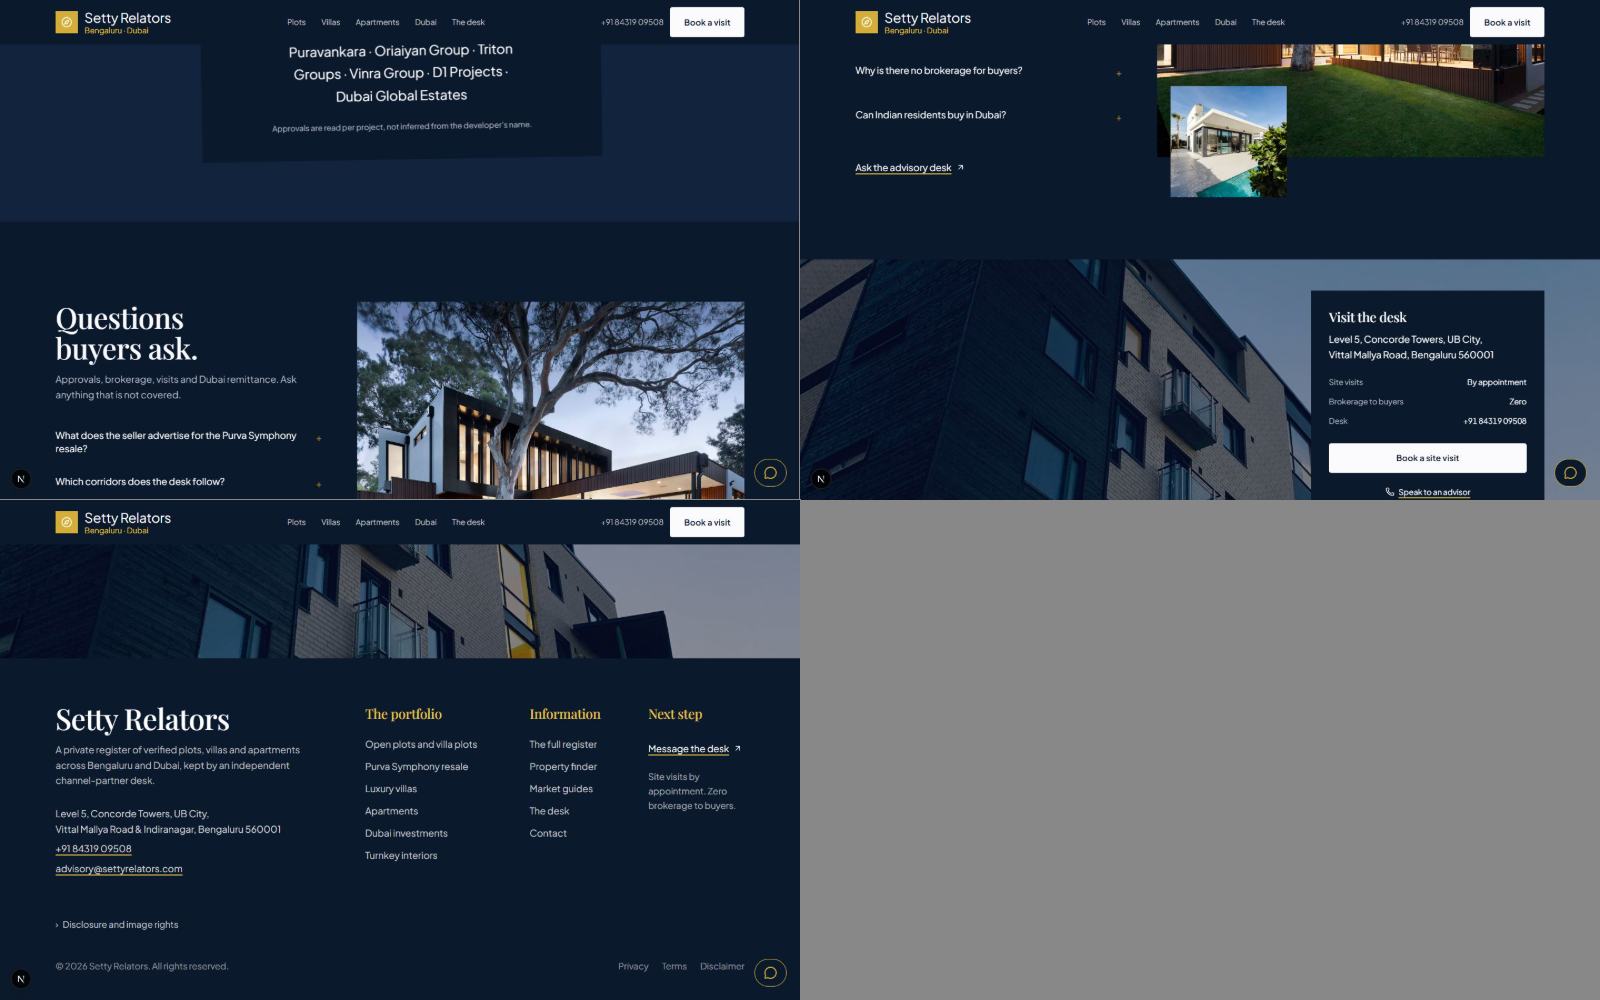 Setty Relators
Bengaluru · Dubai
Plots Villas Apartments Dubai The desk
+91 84319 09508
Book a visit
Puravankara · Oriaiyan Group · Triton
Groups · Vinra Group · D1 Projects ·
Dubai Global Estates
Approvals are read per project, not inferred from the developer's name.
Questions
buyers ask.
Approvals, brokerage, visits and Dubai remittance. Ask
anything that is not covered.
What does the seller advertise for the Purva Symphony
resale?
+
Which corridors does the desk follow?
+
N
Setty Relators
Bengaluru · Dubai
Plots Villas Apartments Dubai The desk
+91 84319 09508
Book a visit
Why is there no brokerage for buyers?
+
Can Indian residents buy in Dubai?
+
Ask the advisory desk
Visit the desk
Level 5, Concorde Towers, UB City,
Vittal Mallya Road, Bengaluru 560001
Site visits By appointment
Brokerage to buyers Zero
Desk +91 84319 09508
Book a site visit
Speak to an advisor
N
Setty Relators
Bengaluru · Dubai
Plots Villas Apartments Dubai The desk
+91 84319 09508
Book a visit
Setty Relators
A private register of verified plots, villas and apartments
across Bengaluru and Dubai, kept by an independent
channel-partner desk.
Level 5, Concorde Towers, UB City,
Vittal Mallya Road & Indiranagar, Bengaluru 560001
+91 84319 09508
advisory@settyrelators.com
The portfolio
Open plots and villa plots
Purva Symphony resale
Luxury villas
Apartments
Dubai investments
Turnkey interiors
Information
The full register
Property finder
Market guides
The desk
Contact
Next step
Message the desk
Site visits by
appointment. Zero
brokerage to buyers.
› Disclosure and image rights
© 2026 Setty Relators. All rights reserved.
Privacy Terms Disclaimer
N